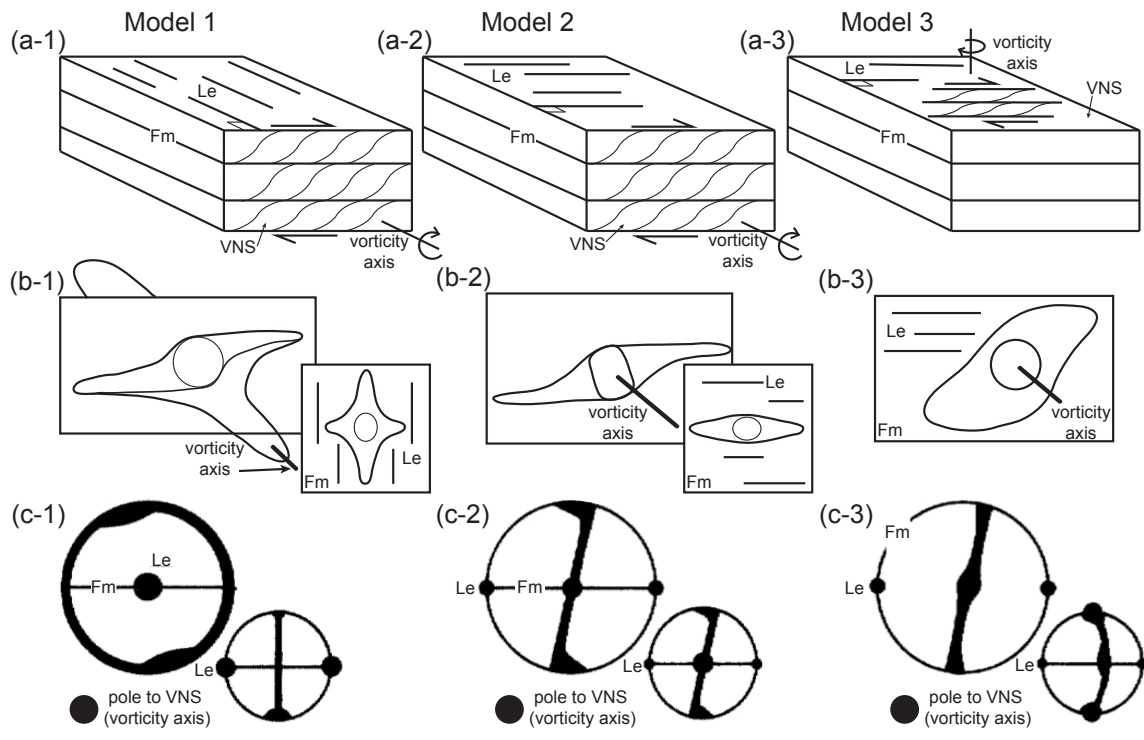 Model 1
Model 2
Model 3
(a-1)
Le
Fm
VNS
vorticity
axis
(a-2)
Le
Fm
VNS
vorticity
axis
(a-3)
vorticity
axis
Le
VNS
Fm
(b-1)
vorticity
axis
Le
Fm
(b-2)
vorticity
axis
Le
Fm
(b-3)
Le
vorticity
axis
Fm
(c-1)
Le
Fm
Le
pole to VNS
(vorticity axis)
(c-2)
Le
Fm
Le
pole to VNS
(vorticity axis)
(c-3)
Fm
Le
Le
pole to VNS
(vorticity axis)